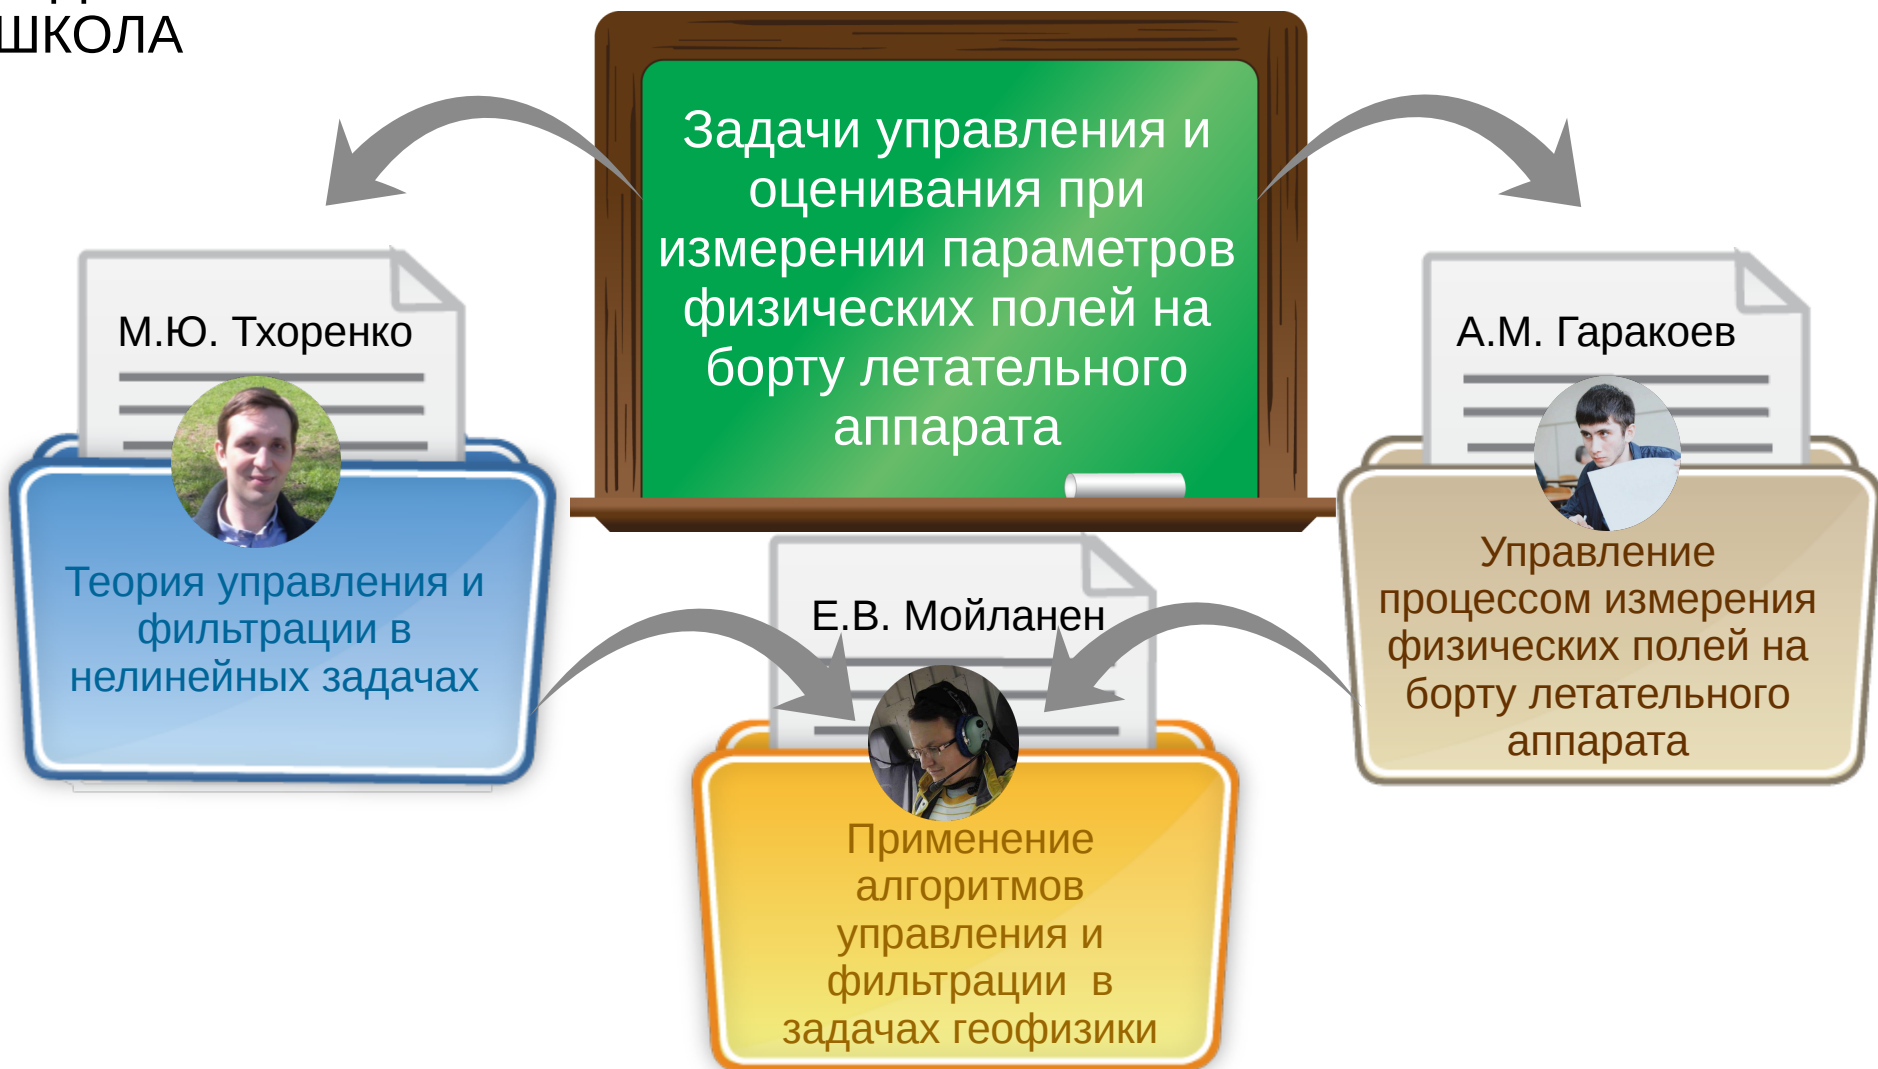 ШКОЛА
Задачи управления и
оценивания при
измерении параметров
физических полей на
борту летательного
аппарата
М.Ю. Тхоренко
Теория управления и
фильтрации в
нелинейных задачах
А.М. Гаракоев
Управление
процессом измерения
физических полей на
борту летательного
аппарата
Е.В. Мойланен
Применение
алгоритмов
управления и
фильтрации в
задачах геофизики